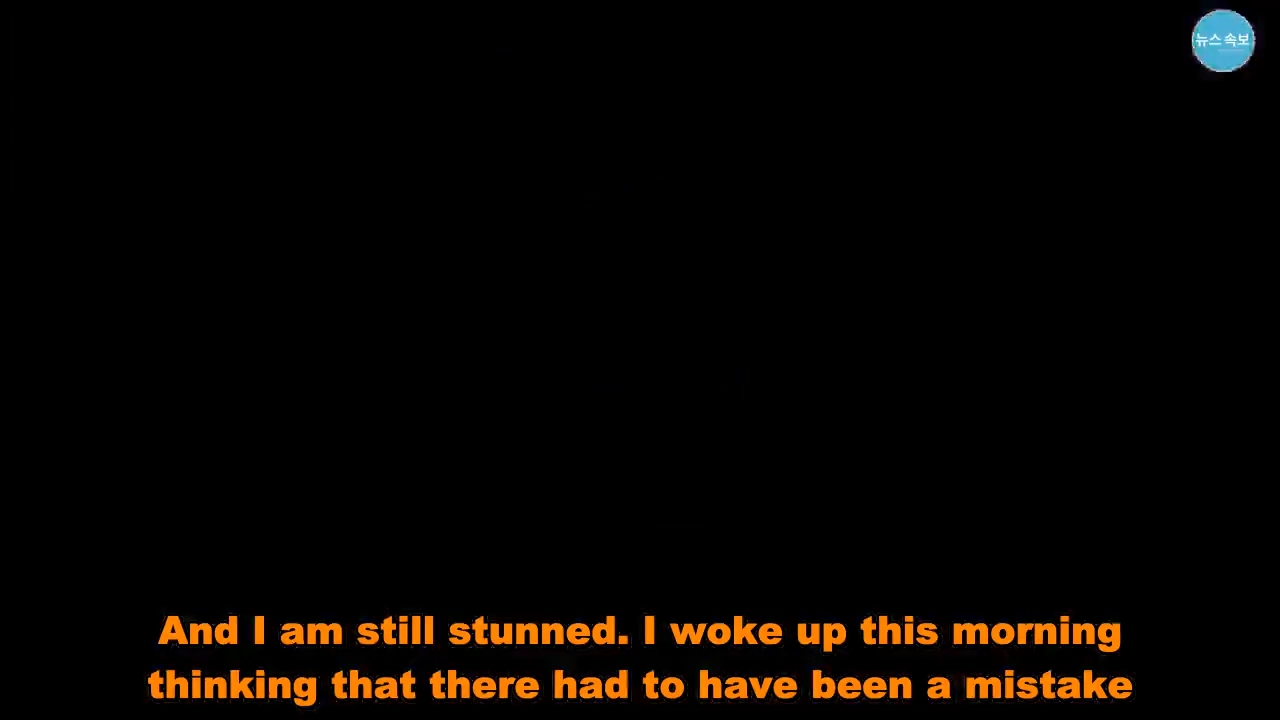 뉴스 속보
And I am still stunned. I woke up this morning
thinking that there had to have been a mistake